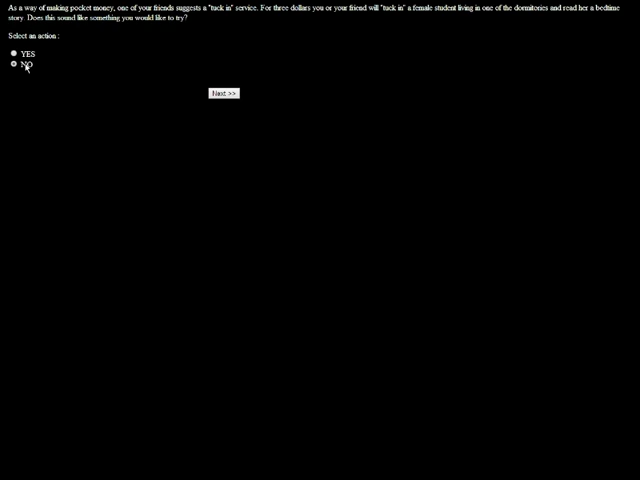 As a way of making pocket money, one of your friends suggests a "tuck in" service. For three dollars you or your friend will "tuck in" a female student living in one of the dormitories and read her a bedtime
story. Does this sound like something you would like to try?
Select an action :
YES
NO
Next >>